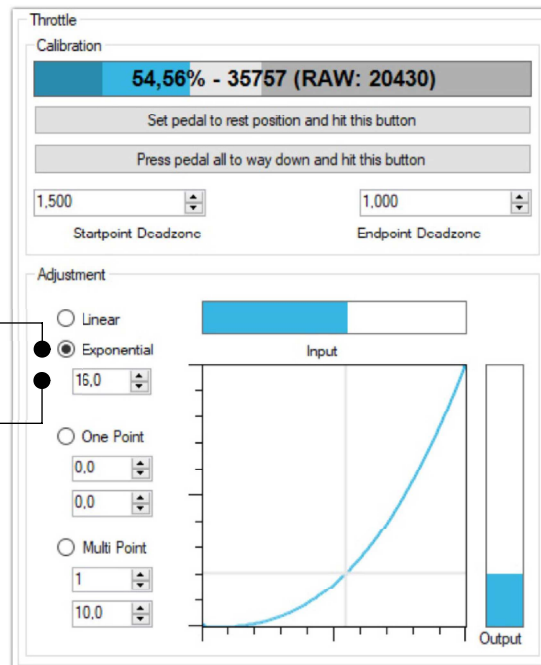 Throttle
Calibration
54,56% - 35757 (RAW: 20430)
Set pedal to rest position and hit this button
Press pedal all to way down and hit this button
1,500
1,000
Startpoint Deadzone
Endpoint Deadzone
Adjustment
Linear
Exponential
Input
16,0
One Point
0,0
0,0
Multi Point
1
10,0
Output